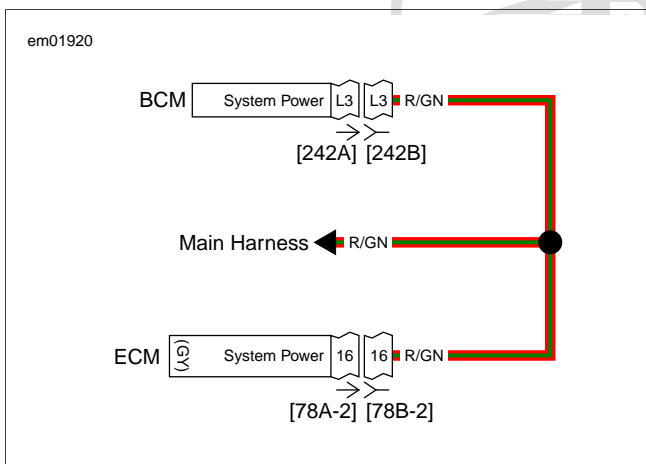 em01920
BCM System Power L3 L3 R/GN
[242A] [242B]
Main Harness R/GN
ECM (GY) System Power 16 16 R/GN
[78A-2] [78B-2]